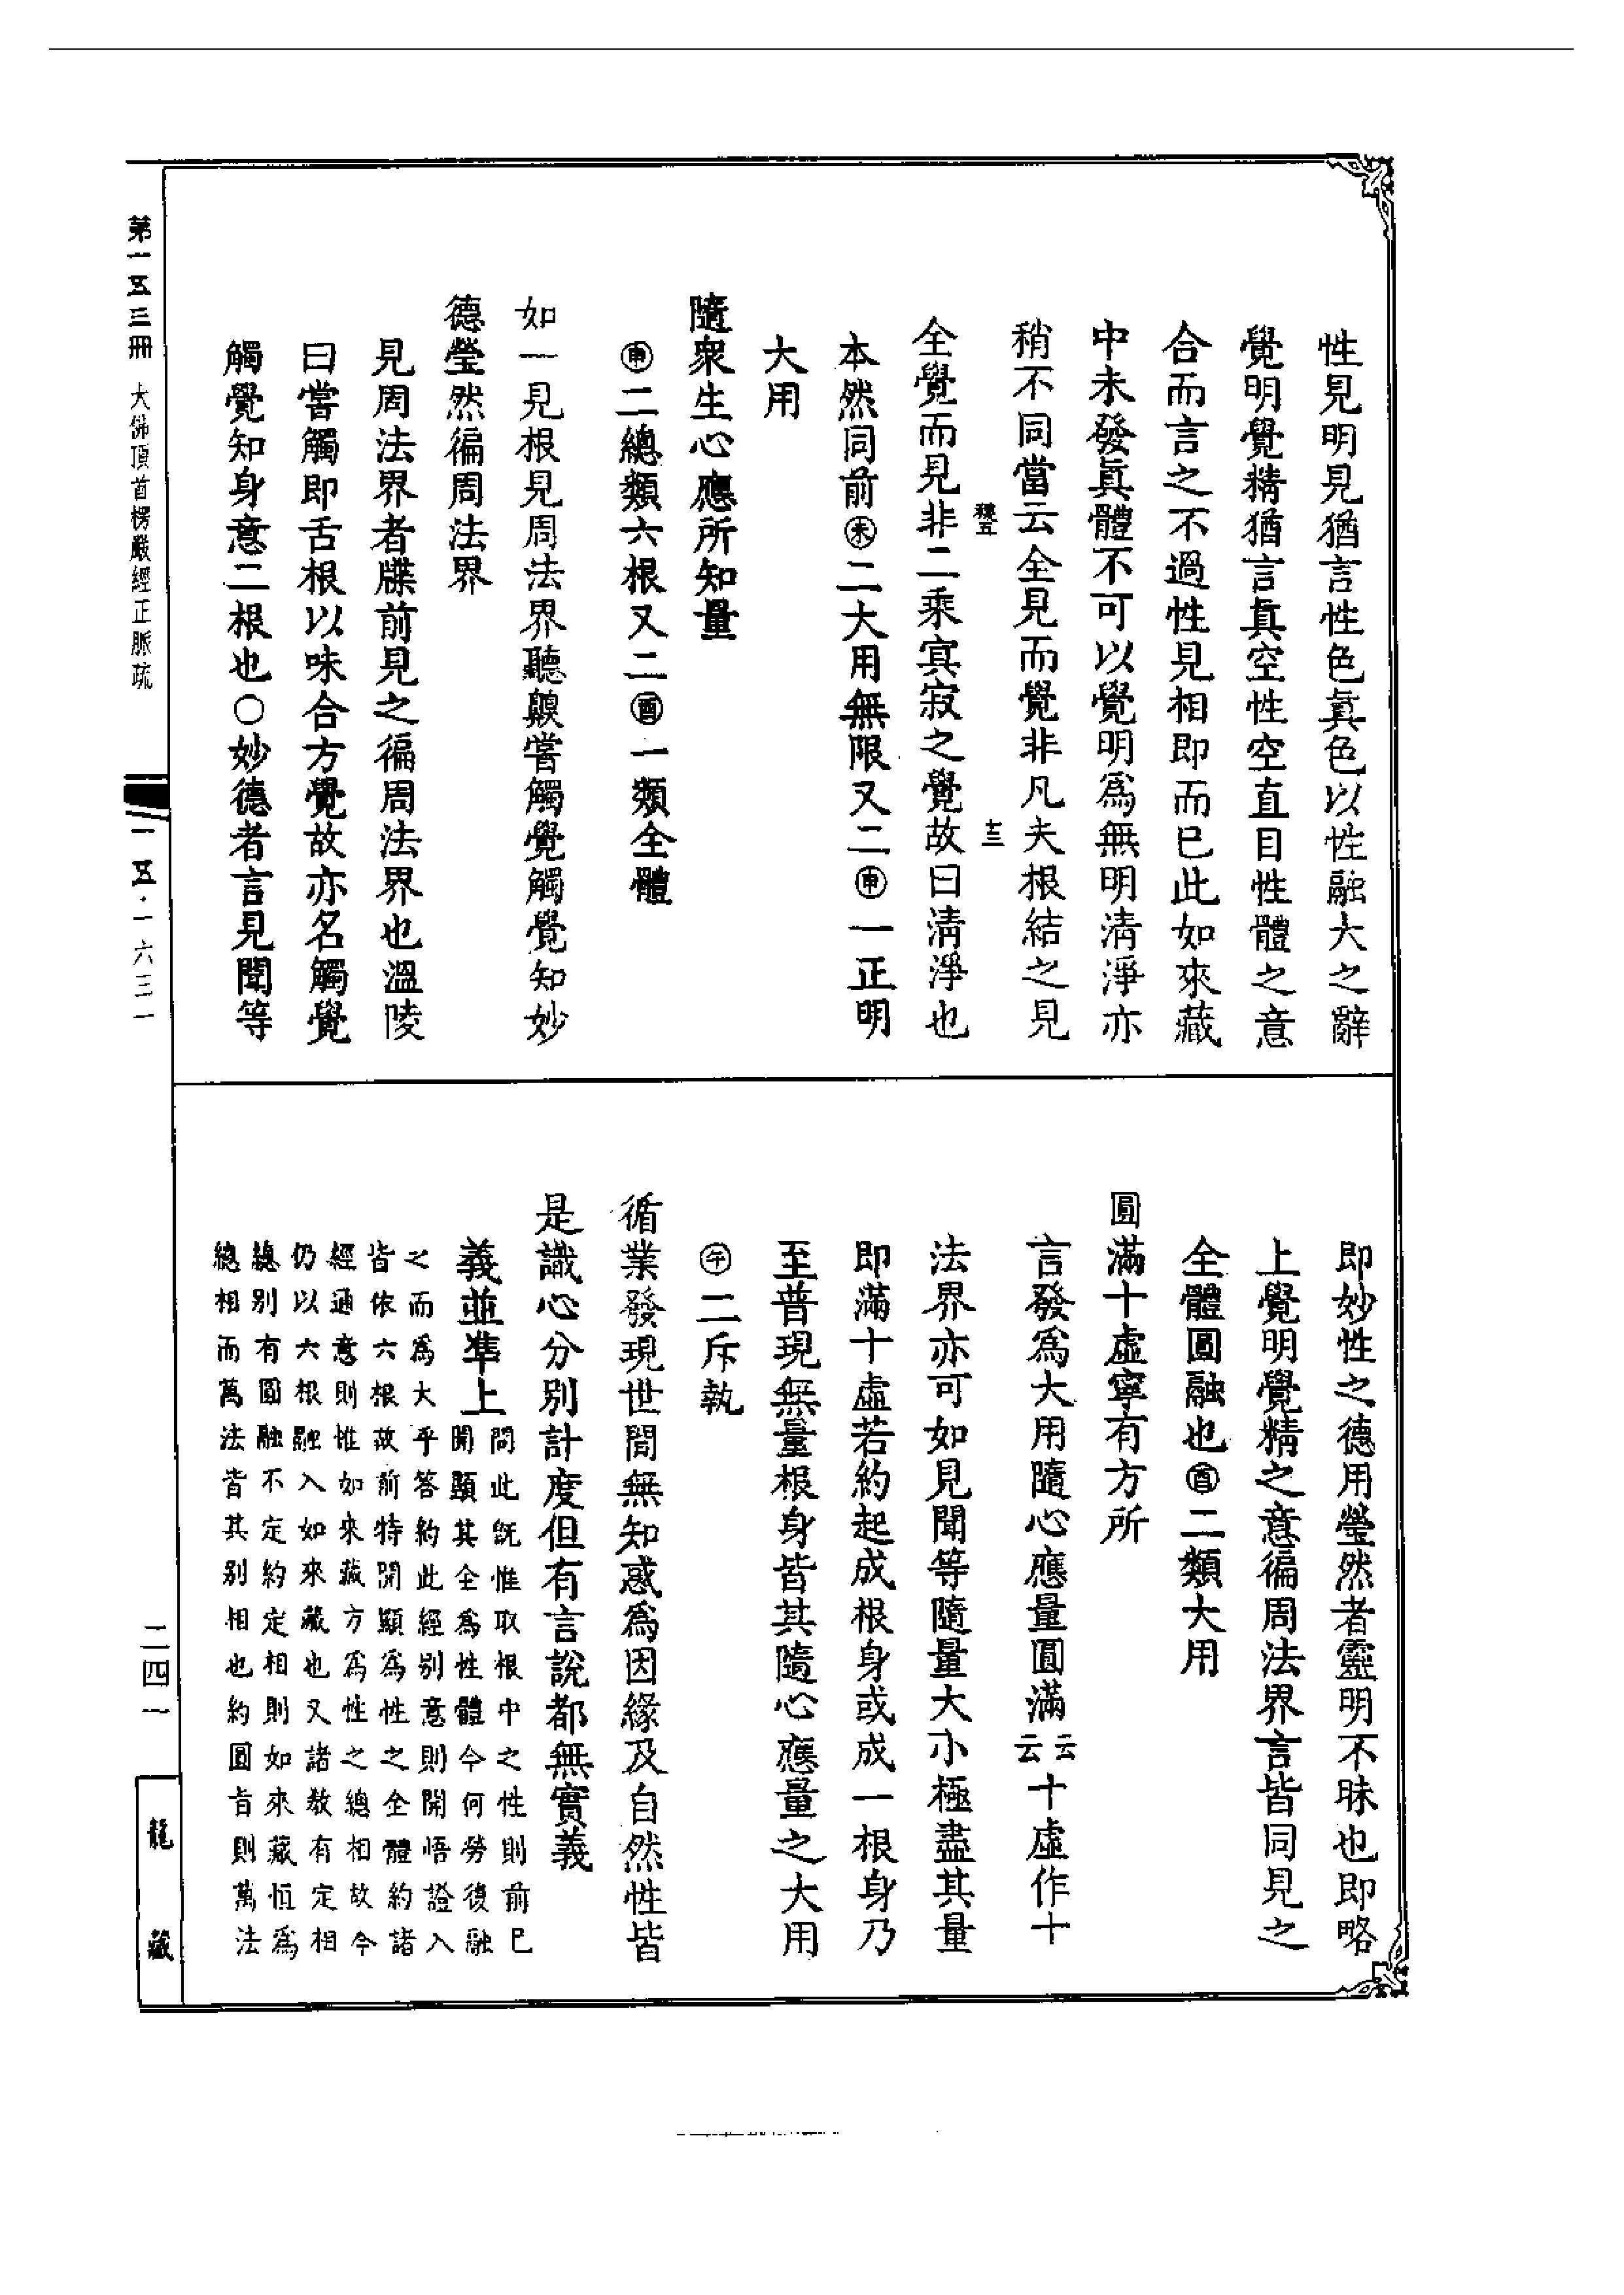 性見明見猶言性色眞色以性融大之辭
覺明覺精猶言眞空性空直目性體之意
合而言之不過性見相即而已此如來藏
中未發眞體不可以覺明爲無明淸淨亦
稍不同當云全見而覺非凡夫根結之見
十三
全覺而見非二乘寂寂之覺故曰淸淨也
本然同前㊍二大用無限又二㊥一正明
大用
隨衆生心應所知量
㊥二總類六根又二㊒一類全體
如一見根見周法界聽齅嘗觸覺觸覺知妙
德瑩然徧周法界
見周法界者牒前見之徧周法界也溫陵
曰嘗觸即舌根以味合方覺故亦名觸覺
觸覺知身意二根也○妙德者言見聞等
即妙性之德用瑩然者靈明不昧也即略
上覺明覺精之意徧周法界言皆同見之
全體圓融也㊒二類大用
圓滿十虛寧有方所
言發爲大用隨心應量圓滿云云十虛作十
法界亦可如見聞等隨量大小極盡其量
即滿十虛若約起成根身或成一根身乃
至普現無量根身皆其隨心應量之大用
㊌二斥執
循業發現世間無知惑爲因緣及自然性皆
是識心分別計度但有言說都無實義
義並準上
問此既惟取根中之性則前已
開顯其全爲性體今何勞後融
之而爲大乎答約此經別意則開悟證入
皆依六根故前特開顯爲性之全體約諸
經通意則惟如來藏方爲性之總相故今
仍以六根融入如來藏也又諸教有定相
總別有圓融不定約定相則如來藏恒爲
總相而萬法皆其別相也約圓旨則萬法
第一五三冊 大佛頂首楞嚴經正脈疏
一五·一六三一
二四一
龍藏